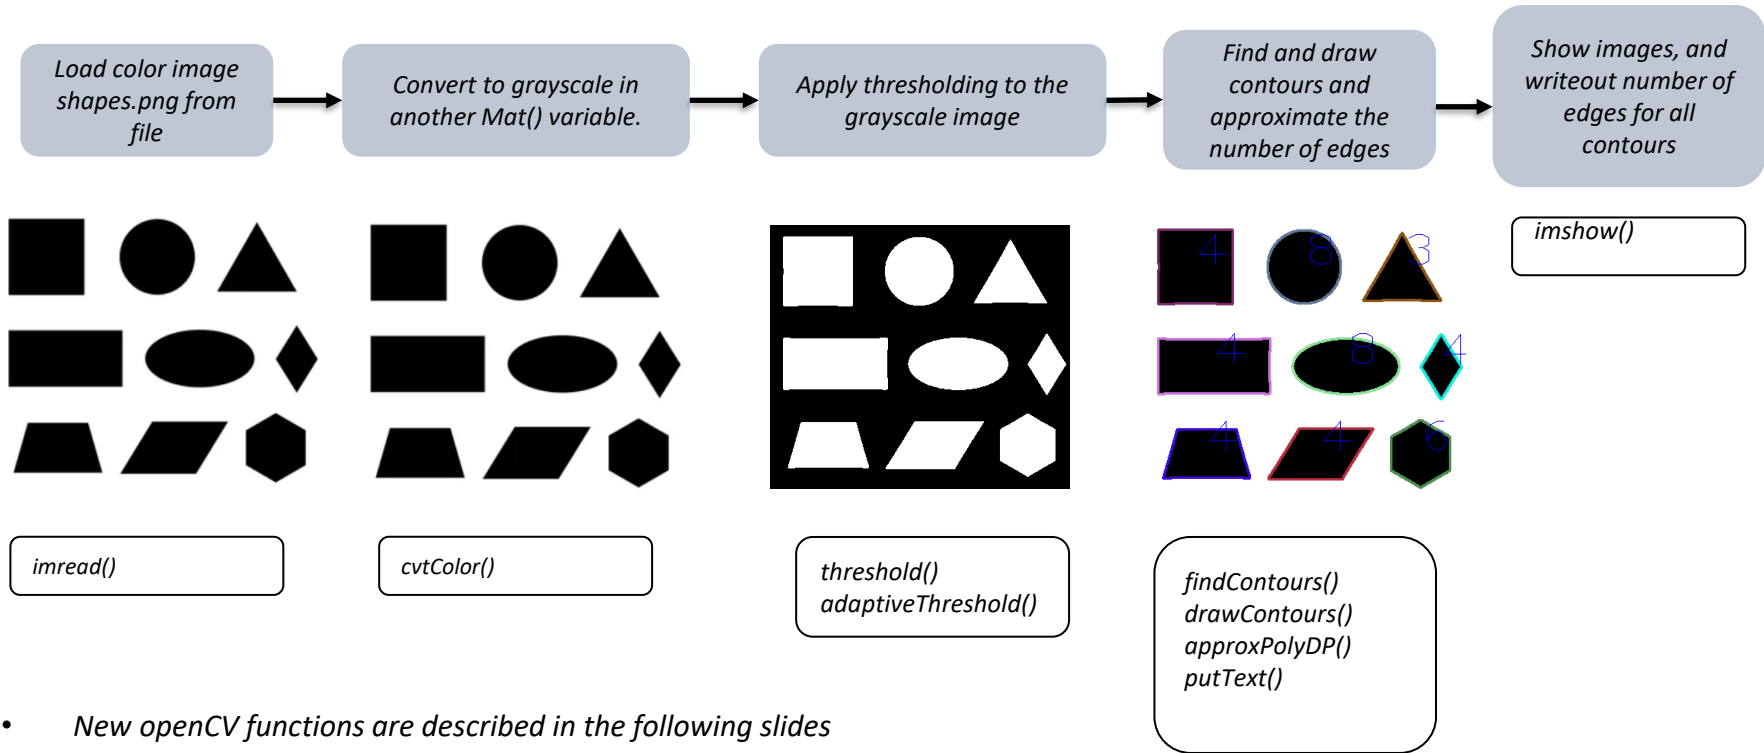 Load color image
shapes.png from
file
Convert to grayscale in
another Mat() variable.
Apply thresholding to the
grayscale image
Find and draw
contours and
approximate the
number of edges
Show images, and
writeout number of
edges for all
contours
4 8 3
4 8 4
4 4 6
imshow()
imread()
cvtColor()
threshold()
adaptiveThreshold()
findContours()
drawContours()
approxPolyDP()
putText()
• New openCV functions are described in the following slides